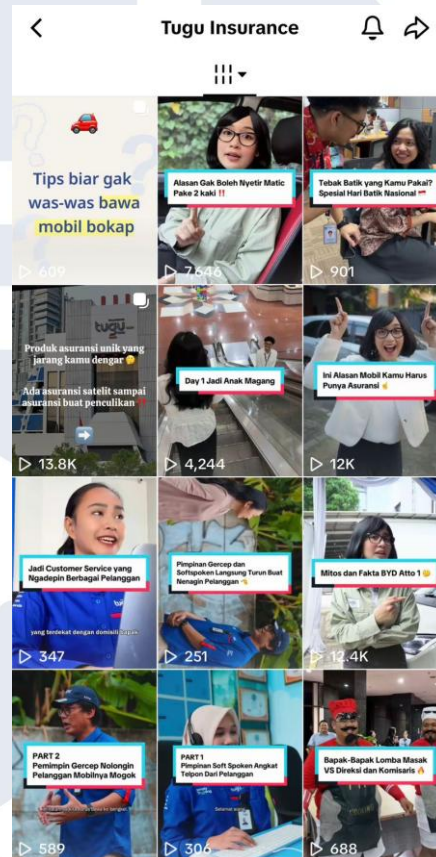 Tugu Insurance
Tips biar gak
was-was bawa
mobil bokap
609
Alasan Gak Boleh Nyetir Matic
Pake 2 kaki ‼️
7,646
Tebak Batik yang Kamu Pakai?
Spesial Hari Batik Nasional 🇮🇩
901
tugu
Produk asuransi unik yang
jarang kamu dengar 🤔
Ada asuransi satelit sampai
asuransi buat penculikan ‼️
13.8K
Day 1 Jadi Anak Magang
4,244
Ini Alasan Mobil Kamu Harus
Punya Asuransi ☝️
12K
Jadi Customer Service yang
Ngadepin Berbagai Pelanggan
yang terdekat dengan domisili bapak
347
Pimpinan Gercep dan
Softspoken Langsung Turun Buat
Nenagin Pelanggan
251
Mitos dan Fakta BYD Atto 1 🤔
12.4K
PART 2
Pemimpin Gercep Nolongin
Pelanggan Mobilnya Mogok
589
PART 1
Pimpinan Soft Spoken Angkat
Telpon Dari Pelanggan
306
Bapak-Bapak Lomba Masak
VS Direksi dan Komisaris 🔥
688